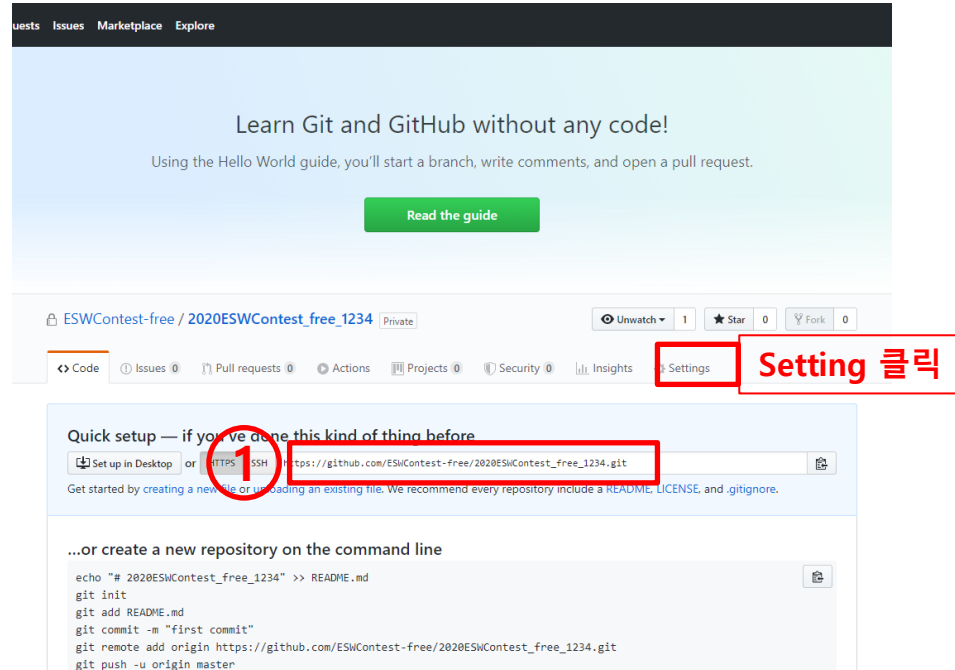 uests Issues Marketplace Explore
Learn Git and GitHub without any code!
Using the Hello World guide, you'll start a branch, write comments, and open a pull request.
Read the guide
ESWContest-free / 2020ESWContest_free_1234 Private
Unwatch 1 Star 0 Fork 0
Code Issues 0 Pull requests 0 Actions Projects 0 Security 0 Insights Settings
Setting 클릭
Quick setup — if you've done this kind of thing before
Set up in Desktop or HTTPS SSH https://github.com/ESWContest-free/2020ESWContest_free_1234.git
1
Get started by creating a new file or uploading an existing file. We recommend every repository include a README, LICENSE, and .gitignore.
...or create a new repository on the command line
echo "# 2020ESWContest_free_1234" >> README.md
git init
git add README.md
git commit -m "first commit"
git remote add origin https://github.com/ESWContest-free/2020ESWContest_free_1234.git
git push -u origin master